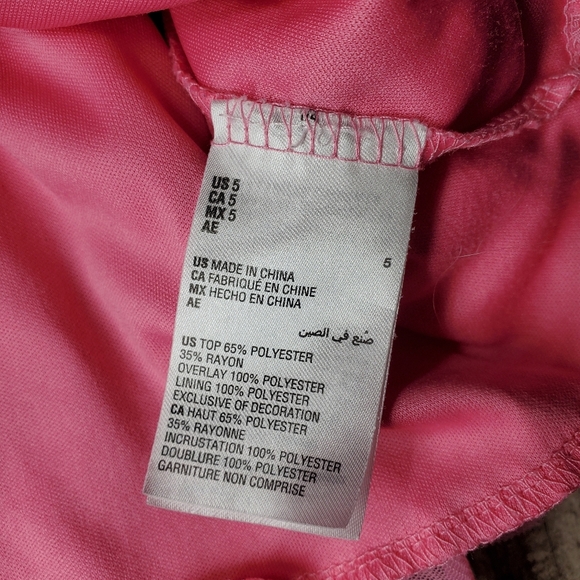 US 5
CA 5
MX 5
AE
5
US MADE IN CHINA
CA FABRIQUÉ EN CHINE
MX HECHO EN CHINA
AE
صُنع في الصين
US TOP 65% POLYESTER
35% RAYON
OVERLAY 100% POLYESTER
LINING 100% POLYESTER
EXCLUSIVE OF DECORATION
CA HAUT 65% POLYESTER
35% RAYONNE
INCRUSTATION 100% POLYESTER
DOUBLURE 100% POLYESTER
GARNITURE NON COMPRISE